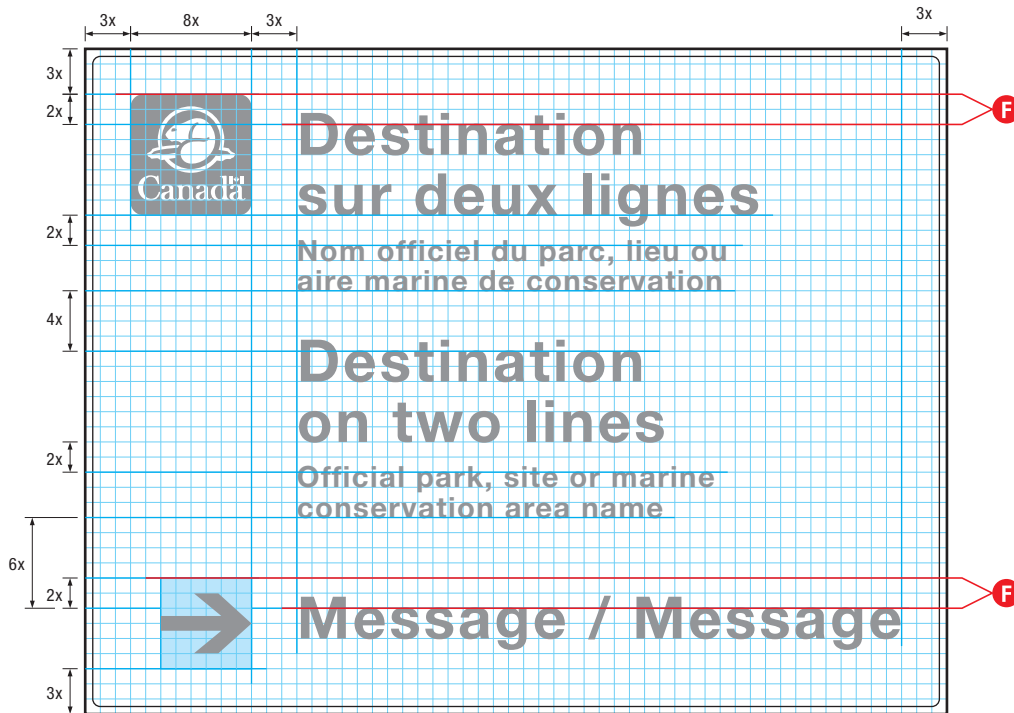 3x 8x 3x 3x
3x
2x
F
Canada
Destination
sur deux lignes
2x
Nom officiel du parc, lieu ou
aire marine de conservation
4x
Destination
on two lines
2x
Official park, site or marine
conservation area name
6x
2x
F
Message / Message
3x